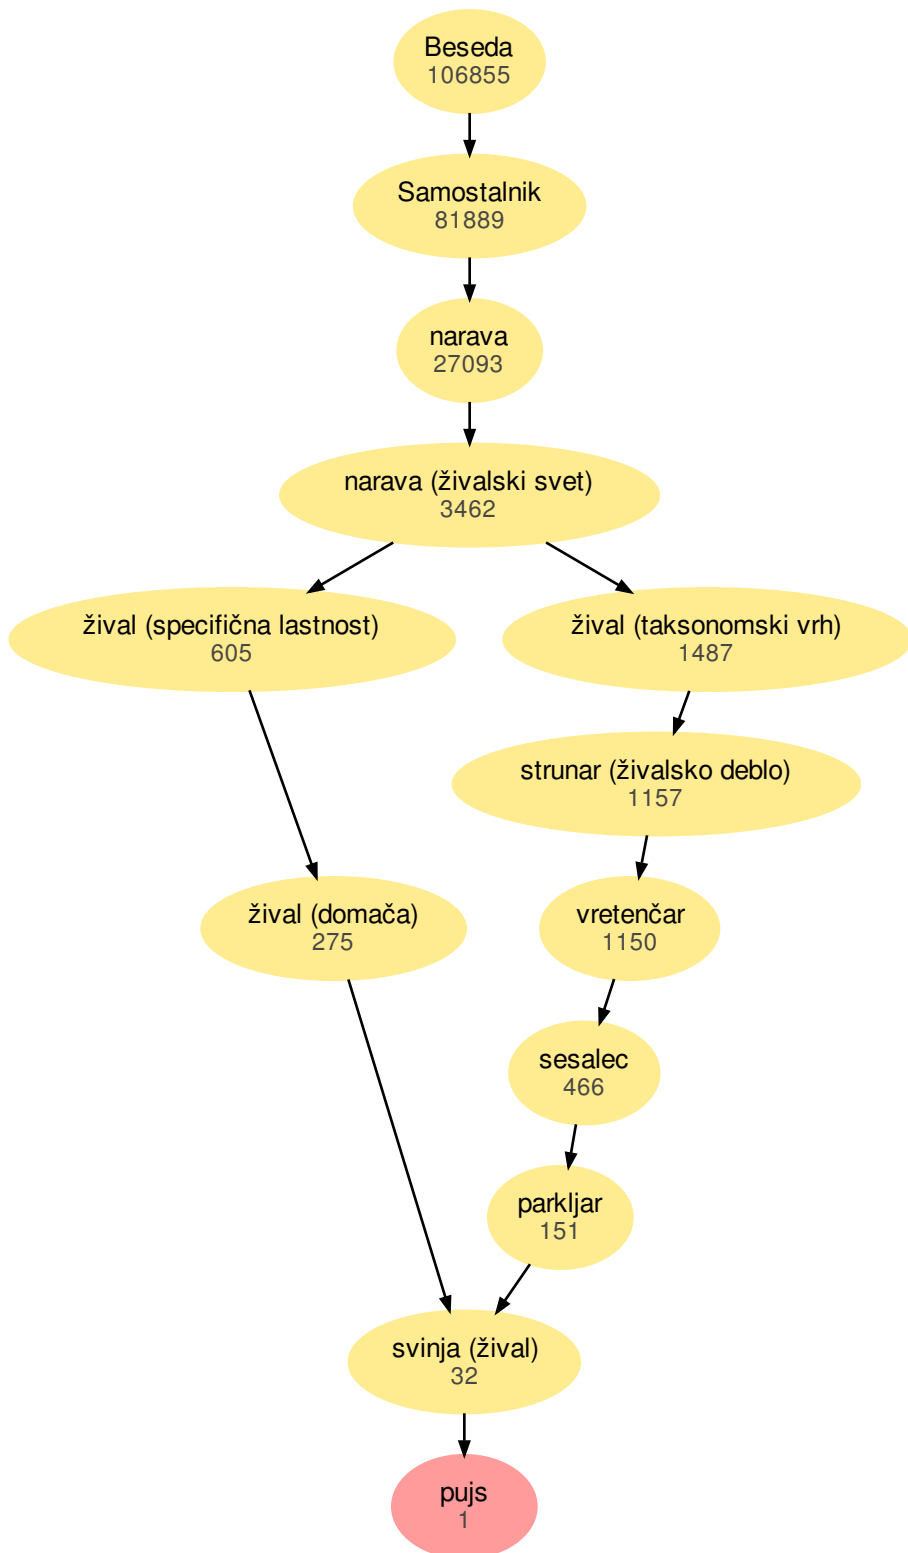 Beseda
106855
Samostalnik
81889
narava
27093
narava (živalski svet)
3462
žival (specifična lastnost)
605
žival (taksonomski vrh)
1487
strunar (živalsko deblo)
1157
žival (domača)
275
vretenčar
1150
sesalec
466
parkljar
151
svinja (žival)
32
pujs
1